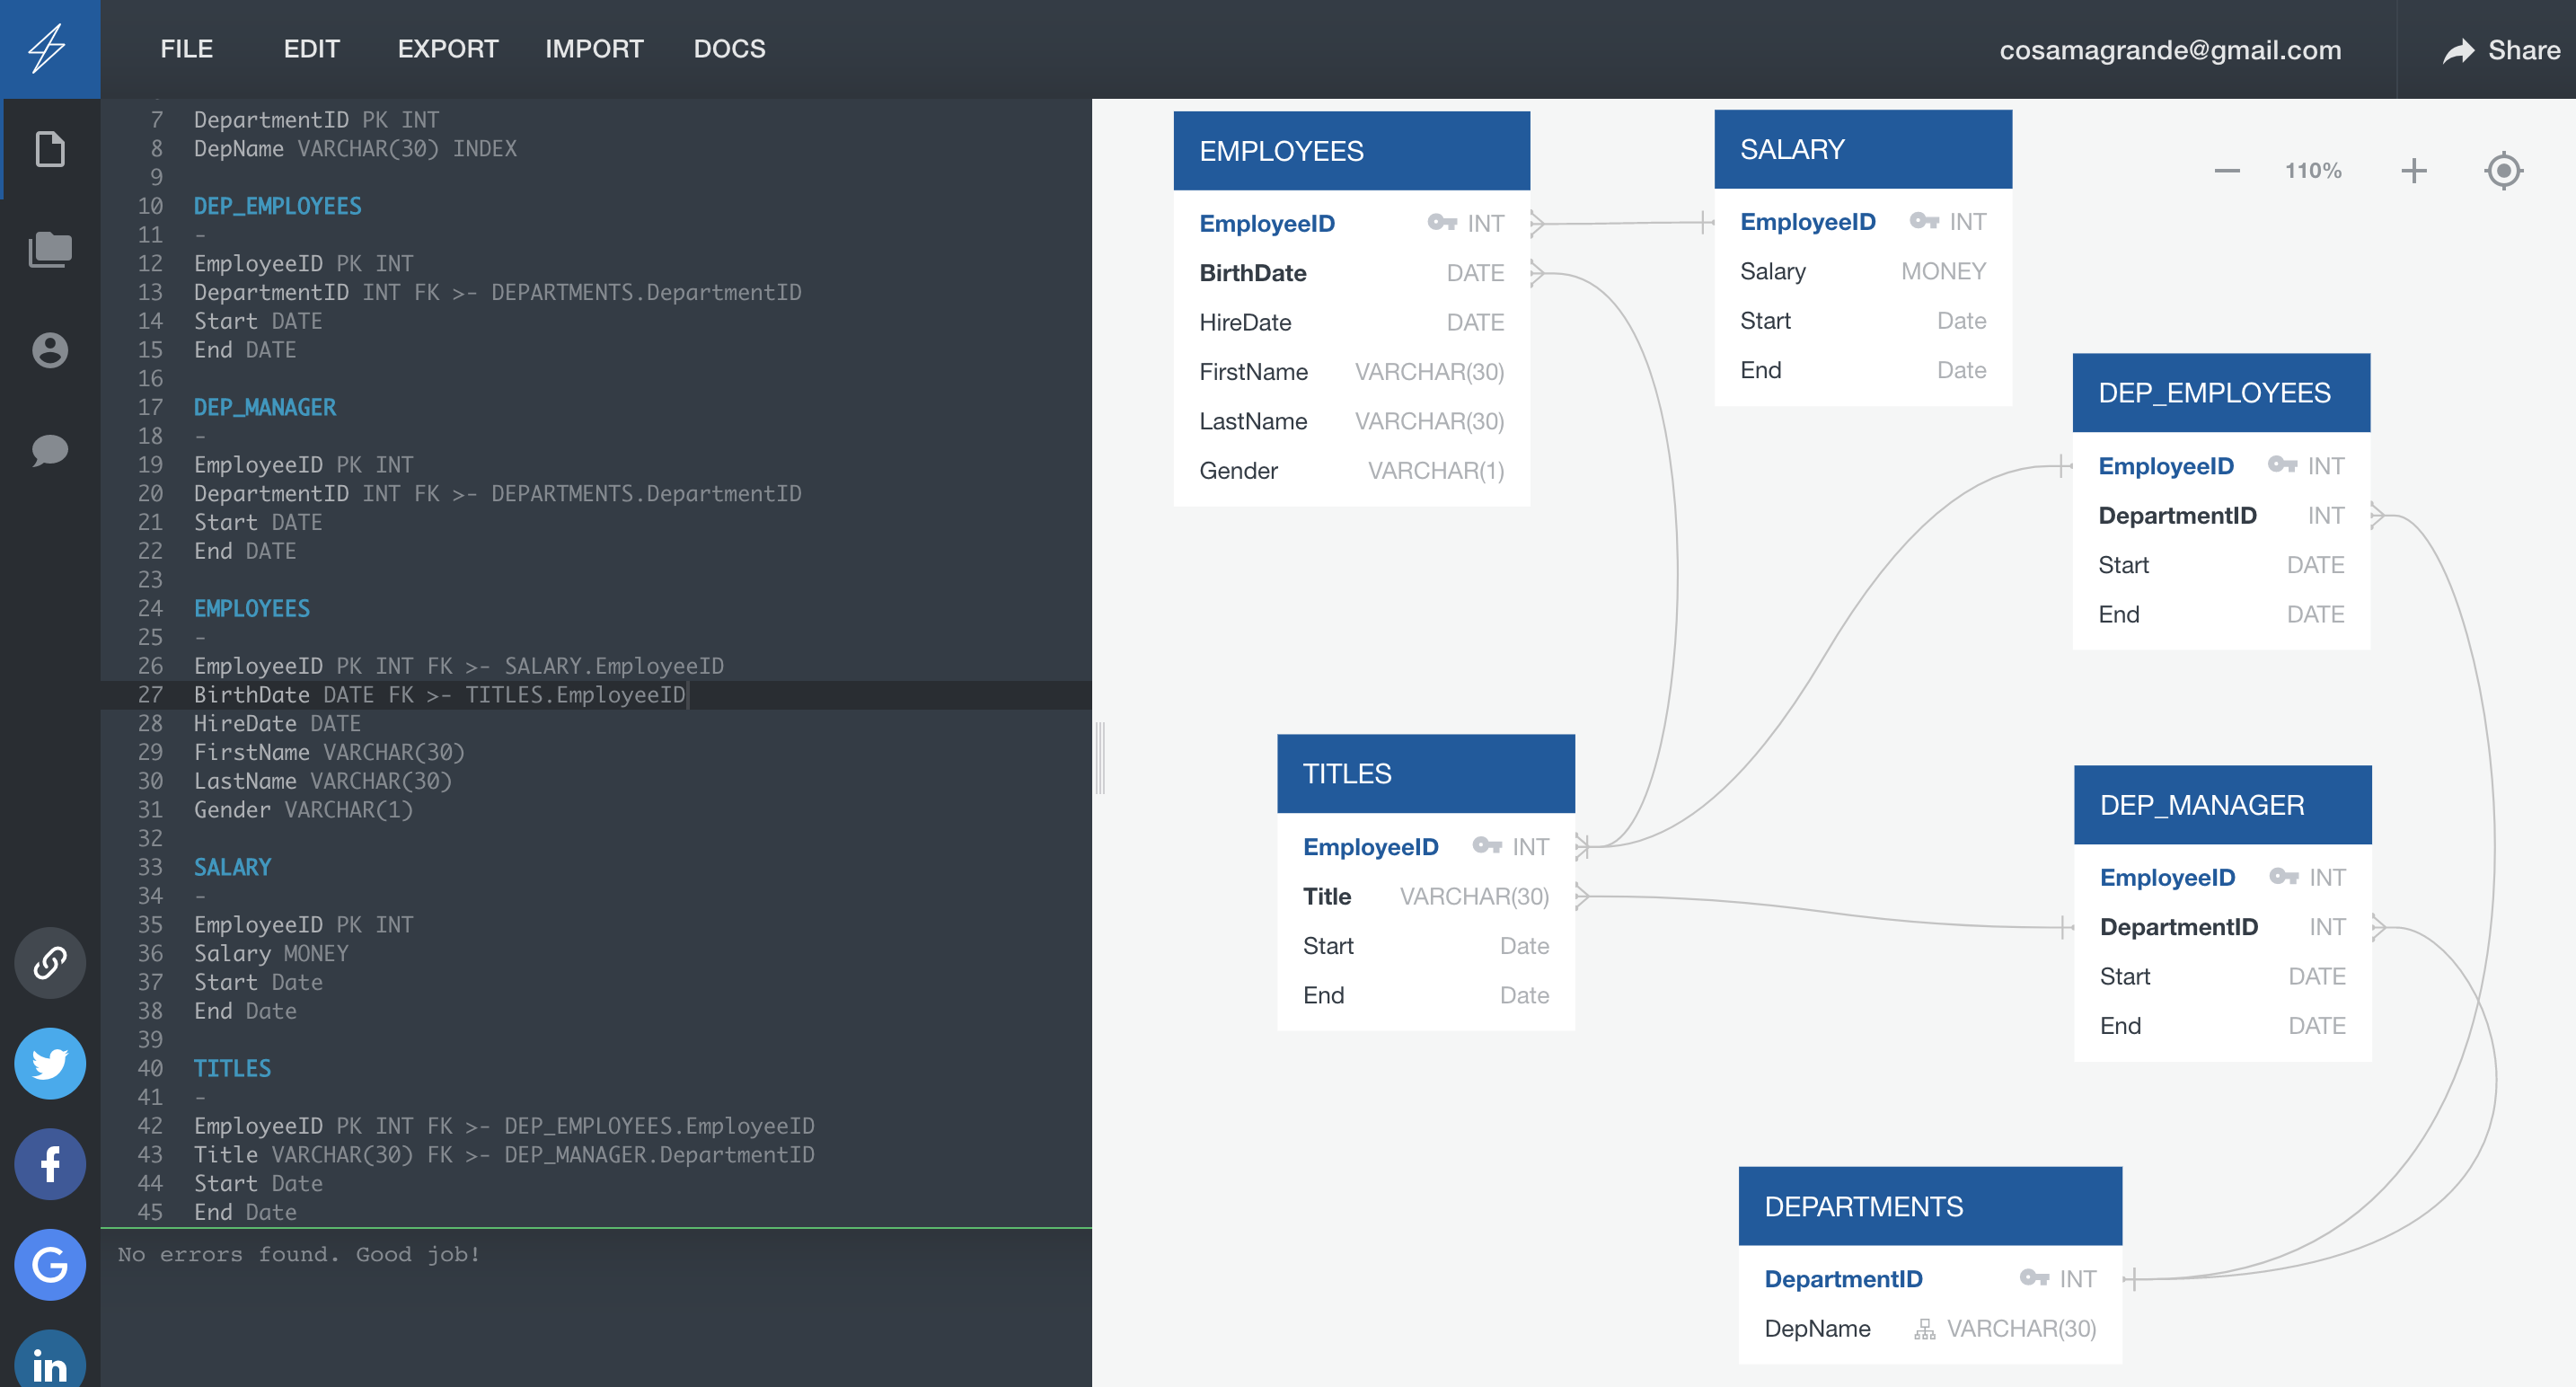 FILE EDIT EXPORT IMPORT DOCS cosamagrande@gmail.com Share
7 DepartmentID PK INT
8 DepName VARCHAR(30) INDEX
9
10 DEP_EMPLOYEES
11 -
12 EmployeeID PK INT
13 DepartmentID INT FK >- DEPARTMENTS.DepartmentID
14 Start DATE
15 End DATE
16
17 DEP_MANAGER
18 -
19 EmployeeID PK INT
20 DepartmentID INT FK >- DEPARTMENTS.DepartmentID
21 Start DATE
22 End DATE
23
24 EMPLOYEES
25 -
26 EmployeeID PK INT FK >- SALARY.EmployeeID
27 BirthDate DATE FK >- TITLES.EmployeeID
28 HireDate DATE
29 FirstName VARCHAR(30)
30 LastName VARCHAR(30)
31 Gender VARCHAR(1)
32
33 SALARY
34 -
35 EmployeeID PK INT
36 Salary MONEY
37 Start Date
38 End Date
39
40 TITLES
41 -
42 EmployeeID PK INT FK >- DEP_EMPLOYEES.EmployeeID
43 Title VARCHAR(30) FK >- DEP_MANAGER.DepartmentID
44 Start Date
45 End Date
No errors found. Good job!
EMPLOYEES
EmployeeID INT
BirthDate DATE
HireDate DATE
FirstName VARCHAR(30)
LastName VARCHAR(30)
Gender VARCHAR(1)
SALARY
EmployeeID INT
Salary MONEY
Start Date
End Date
110%
DEP_EMPLOYEES
EmployeeID INT
DepartmentID INT
Start DATE
End DATE
TITLES
EmployeeID INT
Title VARCHAR(30)
Start Date
End Date
DEP_MANAGER
EmployeeID INT
DepartmentID INT
Start DATE
End DATE
DEPARTMENTS
DepartmentID INT
DepName VARCHAR(30)